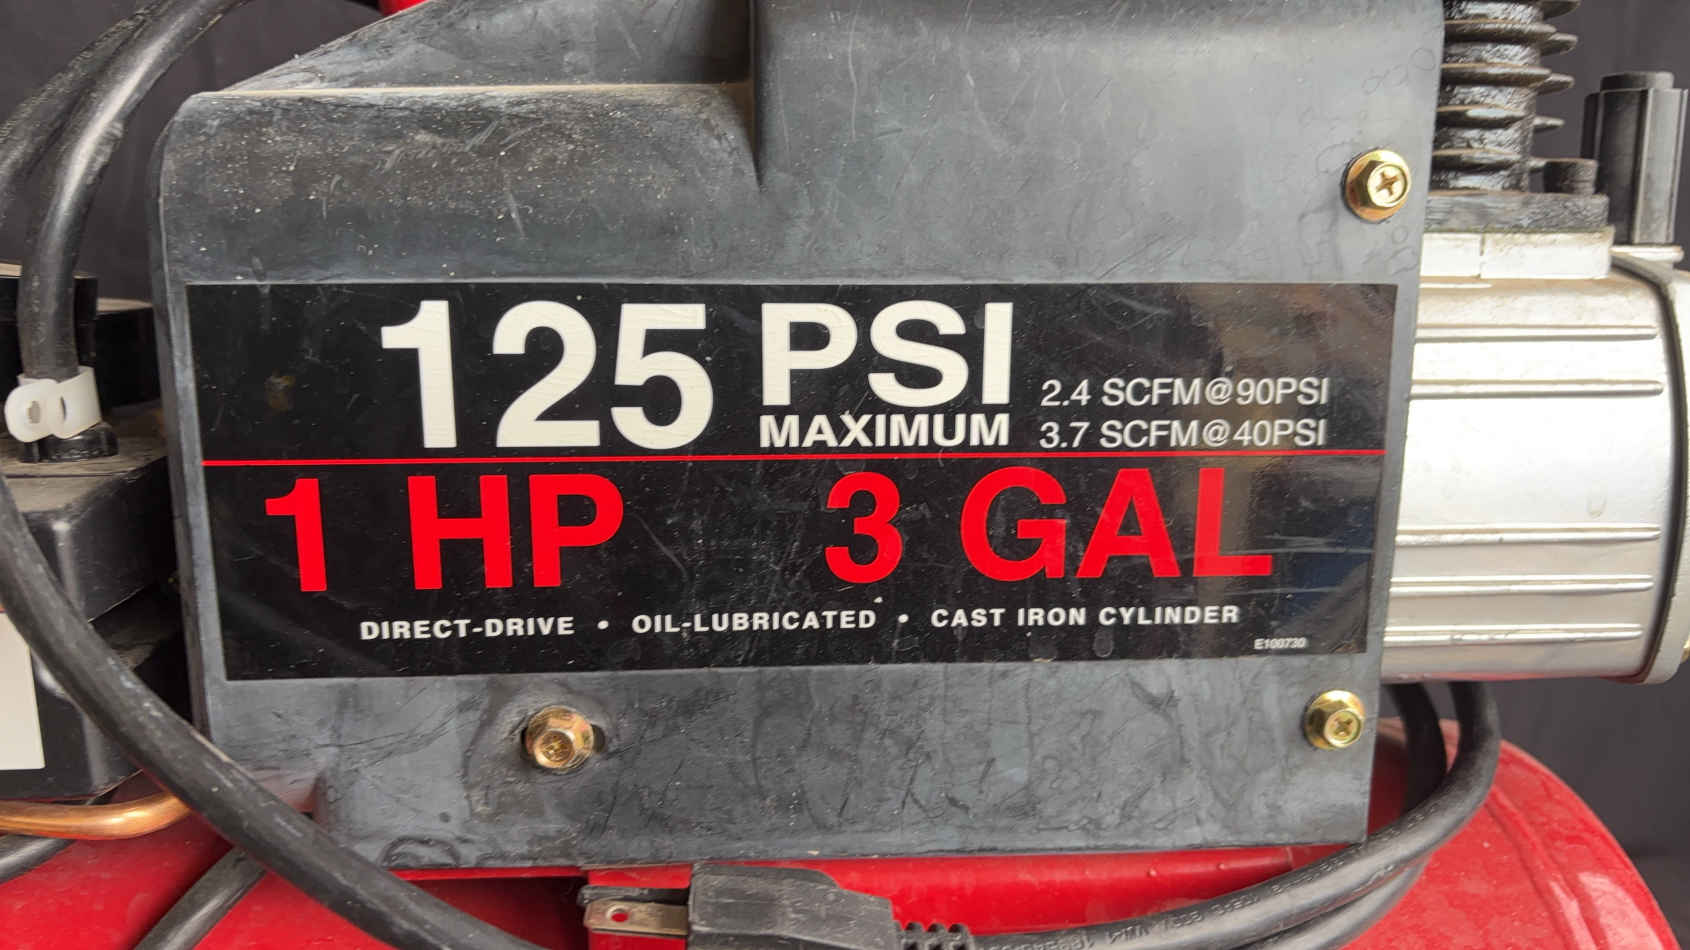 125 PSI
MAXIMUM
2.4 SCFM@90PSI
3.7 SCFM@40PSI
1 HP 3 GAL
DIRECT-DRIVE • OIL-LUBRICATED • CAST IRON CYLINDER
E100730